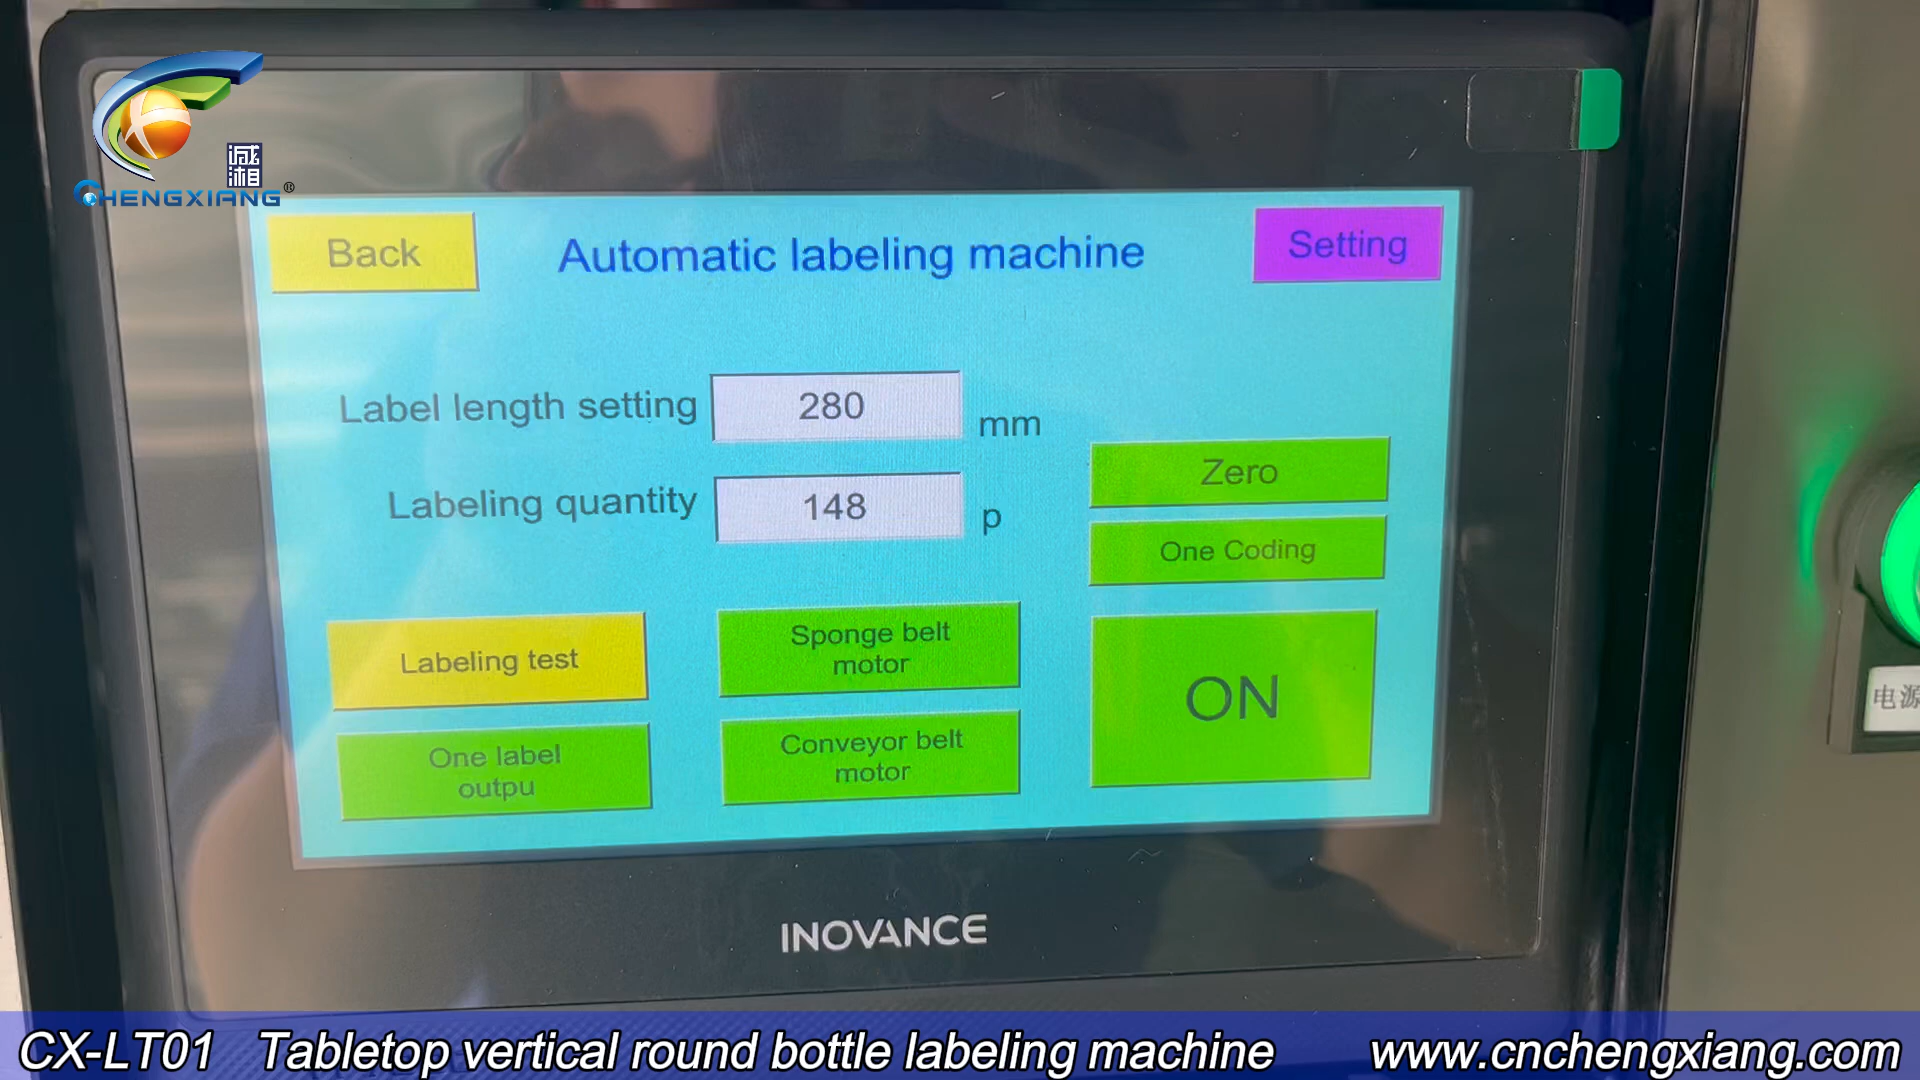 诚湘
CHENGXIANG®
Back
Automatic labeling machine
Setting
Label length setting
280
mm
Labeling quantity
148
p
Zero
One Coding
Labeling test
Sponge belt
motor
ON
One label
outpu
Conveyor belt
motor
INOVANCE
电源
CX-LT01 Tabletop vertical round bottle labeling machine www.cnchengxiang.com